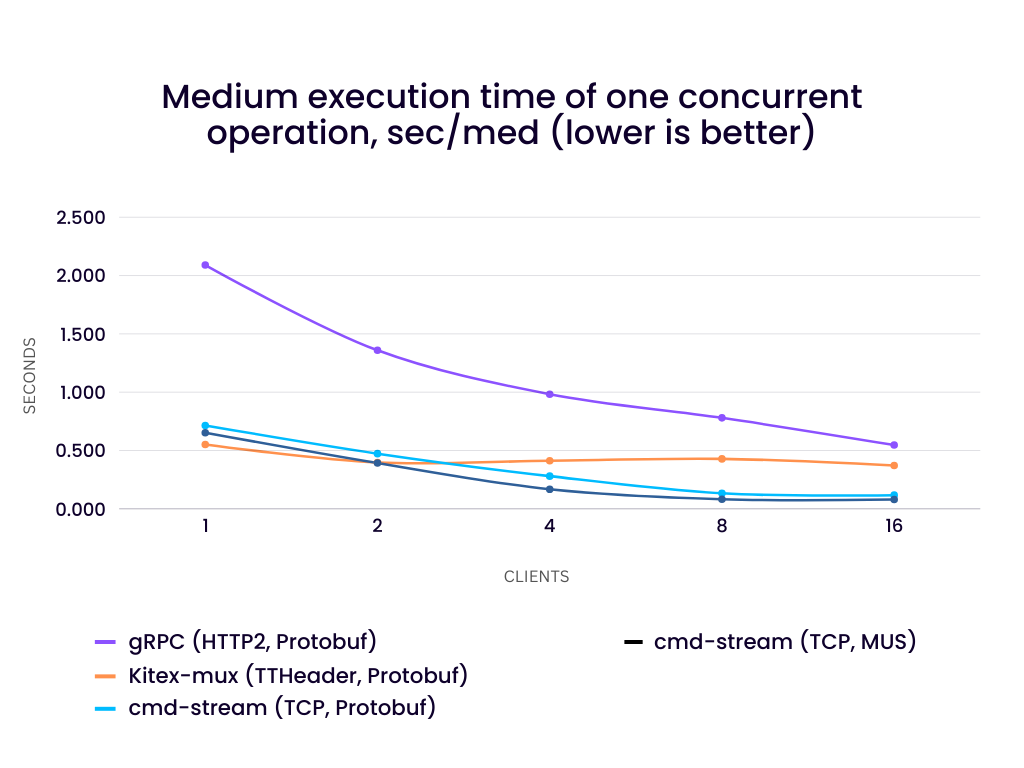 Medium execution time of one concurrent
operation, sec/med (lower is better)
2.500
2.000
1.500
1.000
0.500
0.000
SECONDS
1 2 4 8 16
CLIENTS
gRPC (HTTP2, Protobuf)
Kitex-mux (TTHeader, Protobuf)
cmd-stream (TCP, Protobuf)
cmd-stream (TCP, MUS)